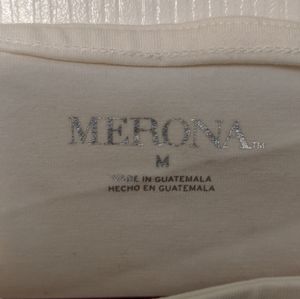 MERONA™
M
MADE IN GUATEMALA
HECHO EN GUATEMALA